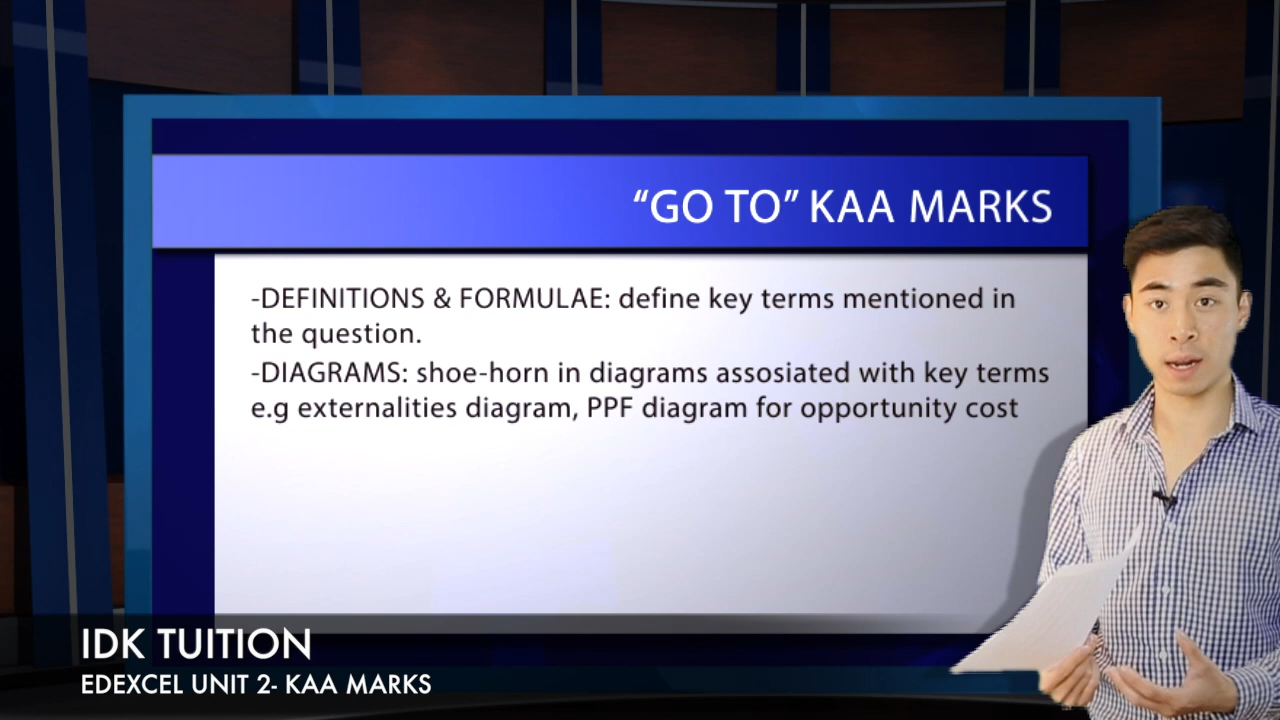 “GO TO” KAA MARKS
-DEFINITIONS & FORMULAE: define key terms mentioned in
the question.
-DIAGRAMS: shoe-horn in diagrams assosiated with key terms
e.g externalities diagram, PPF diagram for opportunity cost
IDK TUITION
EDEXCEL UNIT 2- KAA MARKS